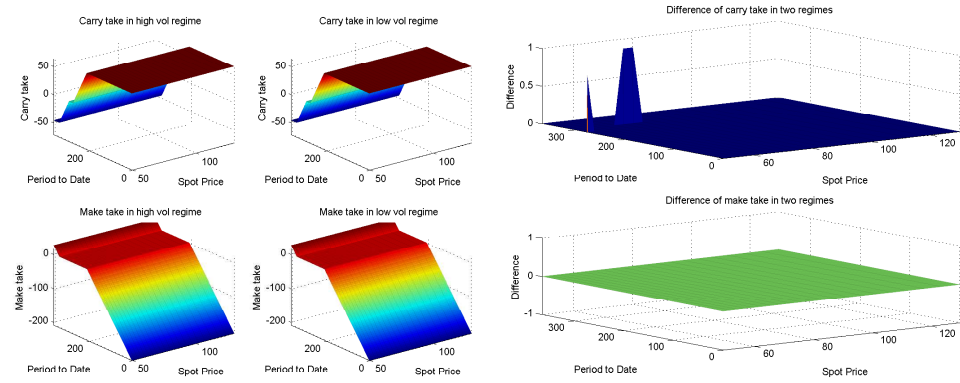 Carry take in high vol regime
Carry take
50
0
-50
200
0
50
100
Period to Date
Spot Price
Carry take in low vol regime
Carry take
50
0
-50
200
0
50
100
Period to Date
Spot Price
Difference of carry take in two regimes
Difference
1
0.5
0
300
200
100
0
60
80
100
120
Period to Date
Spot Price
Make take in high vol regime
Make take
0
-100
-200
200
0
50
100
Period to Date
Spot Price
Make take in low vol regime
Make take
0
-100
-200
200
0
50
100
Period to Date
Spot Price
Difference of make take in two regimes
Difference
1
0
-1
300
200
100
0
60
80
100
120
Period to Date
Spot Price